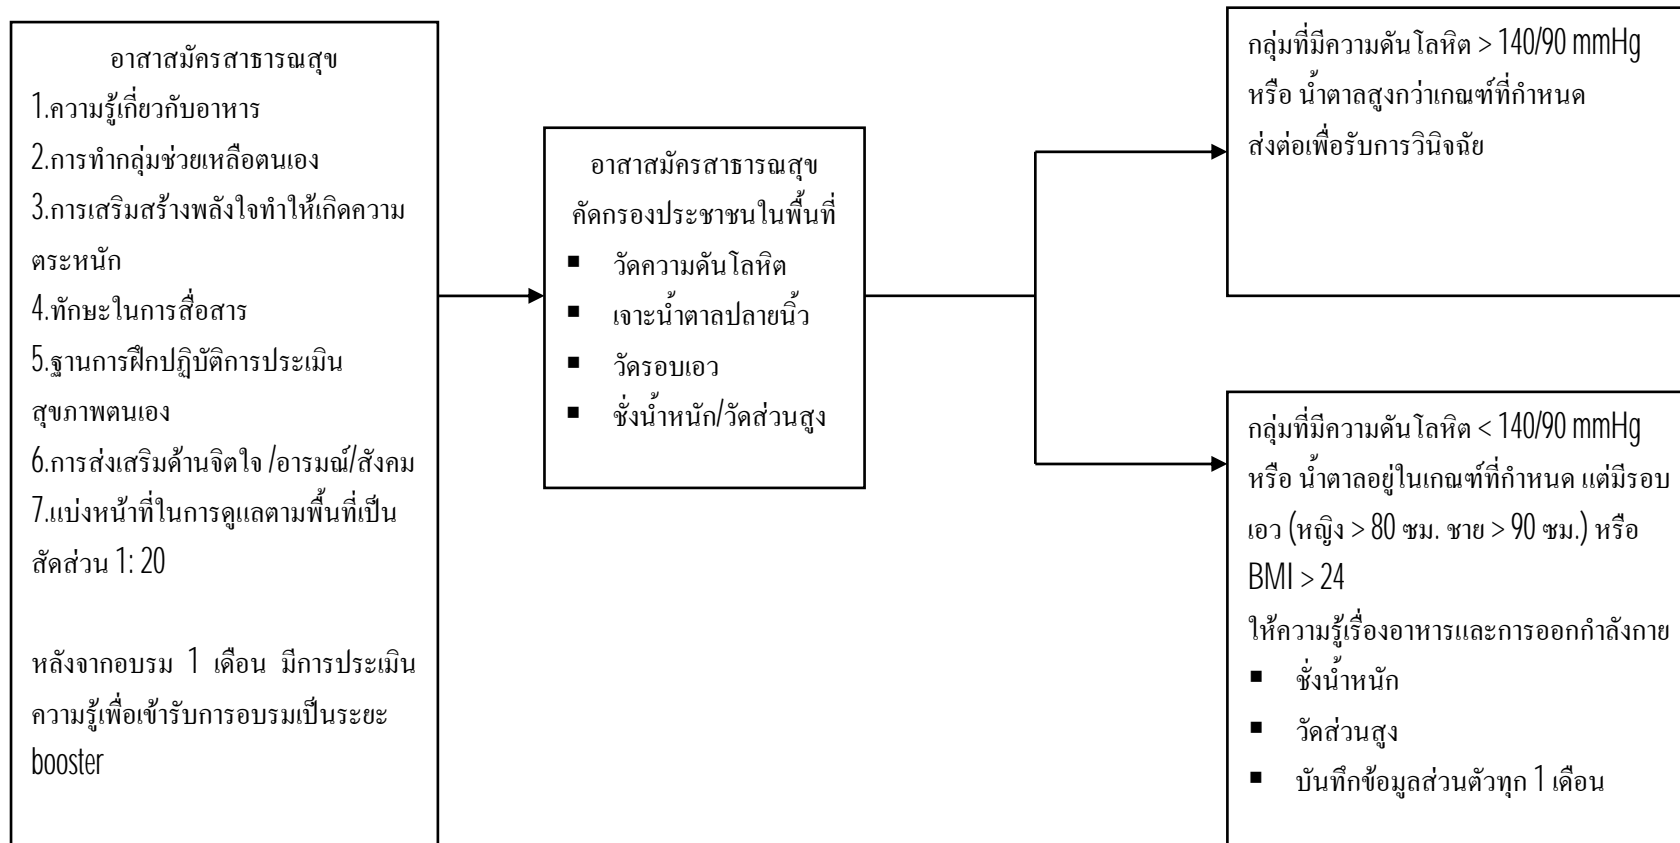 อาสาสมัครสาธารณสุข
1.ความรู้เกี่ยวกับอาหาร
2.การทำกลุ่มช่วยเหลือตนเอง
3.การเสริมสร้างพลังใจทำให้เกิดความ
ตระหนัก
4.ทักษะในการสื่อสาร
5.ฐานการฝึกปฏิบัติการประเมิน
สุขภาพตนเอง
6.การส่งเสริมด้านจิตใจ /อารมณ์/สังคม
7.แบ่งหน้าที่ในการดูแลตามพื้นที่เป็น
สัดส่วน 1: 20
หลังจากอบรม 1 เดือน มีการประเมิน
ความรู้เพื่อเข้ารับการอบรมเป็นระยะ
booster
อาสาสมัครสาธารณสุข
คัดกรองประชาชนในพื้นที่
▪ วัดความดันโลหิต
▪ เจาะน้ำตาลปลายนิ้ว
▪ วัดรอบเอว
▪ ชั่งน้ำหนัก/วัดส่วนสูง
กลุ่มที่มีความดันโลหิต > 140/90 mmHg
หรือ น้ำตาลสูงกว่าเกณฑ์ที่กำหนด
ส่งต่อเพื่อรับการวินิจฉัย
กลุ่มที่มีความดันโลหิต < 140/90 mmHg
หรือ น้ำตาลอยู่ในเกณฑ์ที่กำหนด แต่มีรอบ
เอว (หญิง > 80 ซม. ชาย > 90 ซม.) หรือ
BMI > 24
ให้ความรู้เรื่องอาหารและการออกกำลังกาย
▪ ชั่งน้ำหนัก
▪ วัดส่วนสูง
▪ บันทึกข้อมูลส่วนตัวทุก 1 เดือน